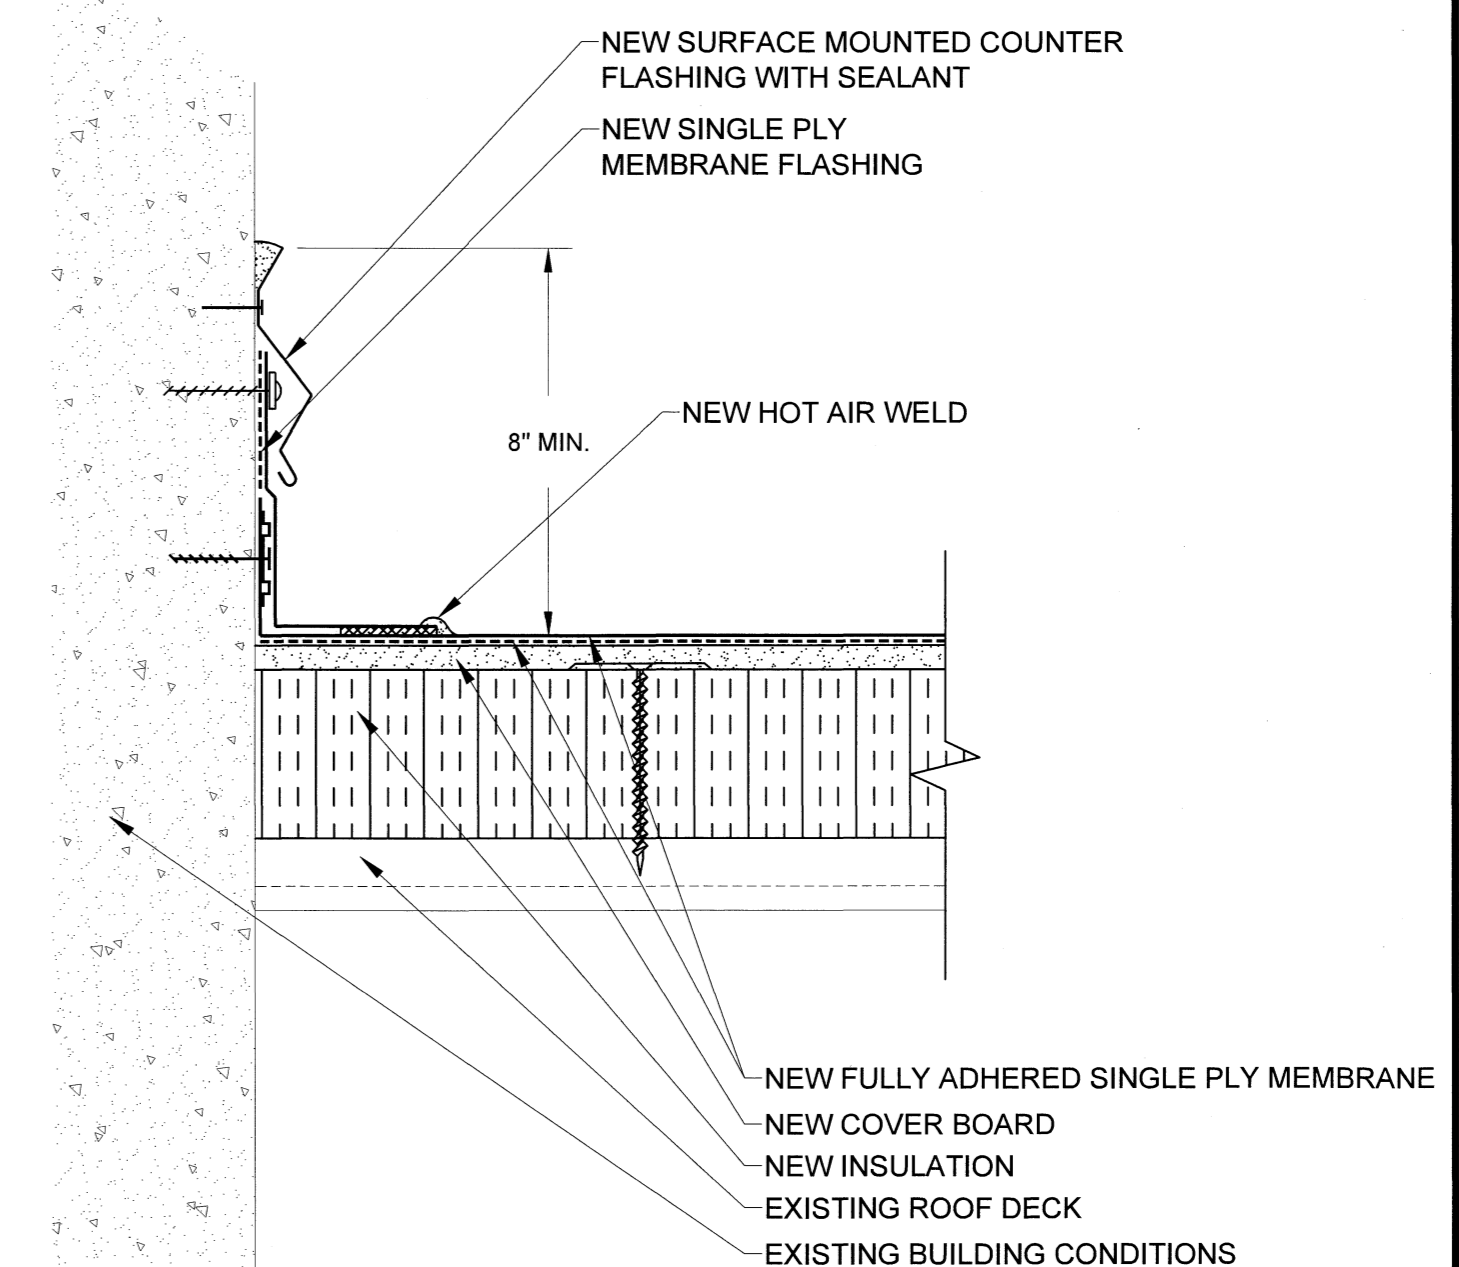 NEW SURFACE MOUNTED COUNTER
FLASHING WITH SEALANT
NEW SINGLE PLY
MEMBRANE FLASHING
NEW HOT AIR WELD
8" MIN.
NEW FULLY ADHERED SINGLE PLY MEMBRANE
NEW COVER BOARD
NEW INSULATION
EXISTING ROOF DECK
EXISTING BUILDING CONDITIONS